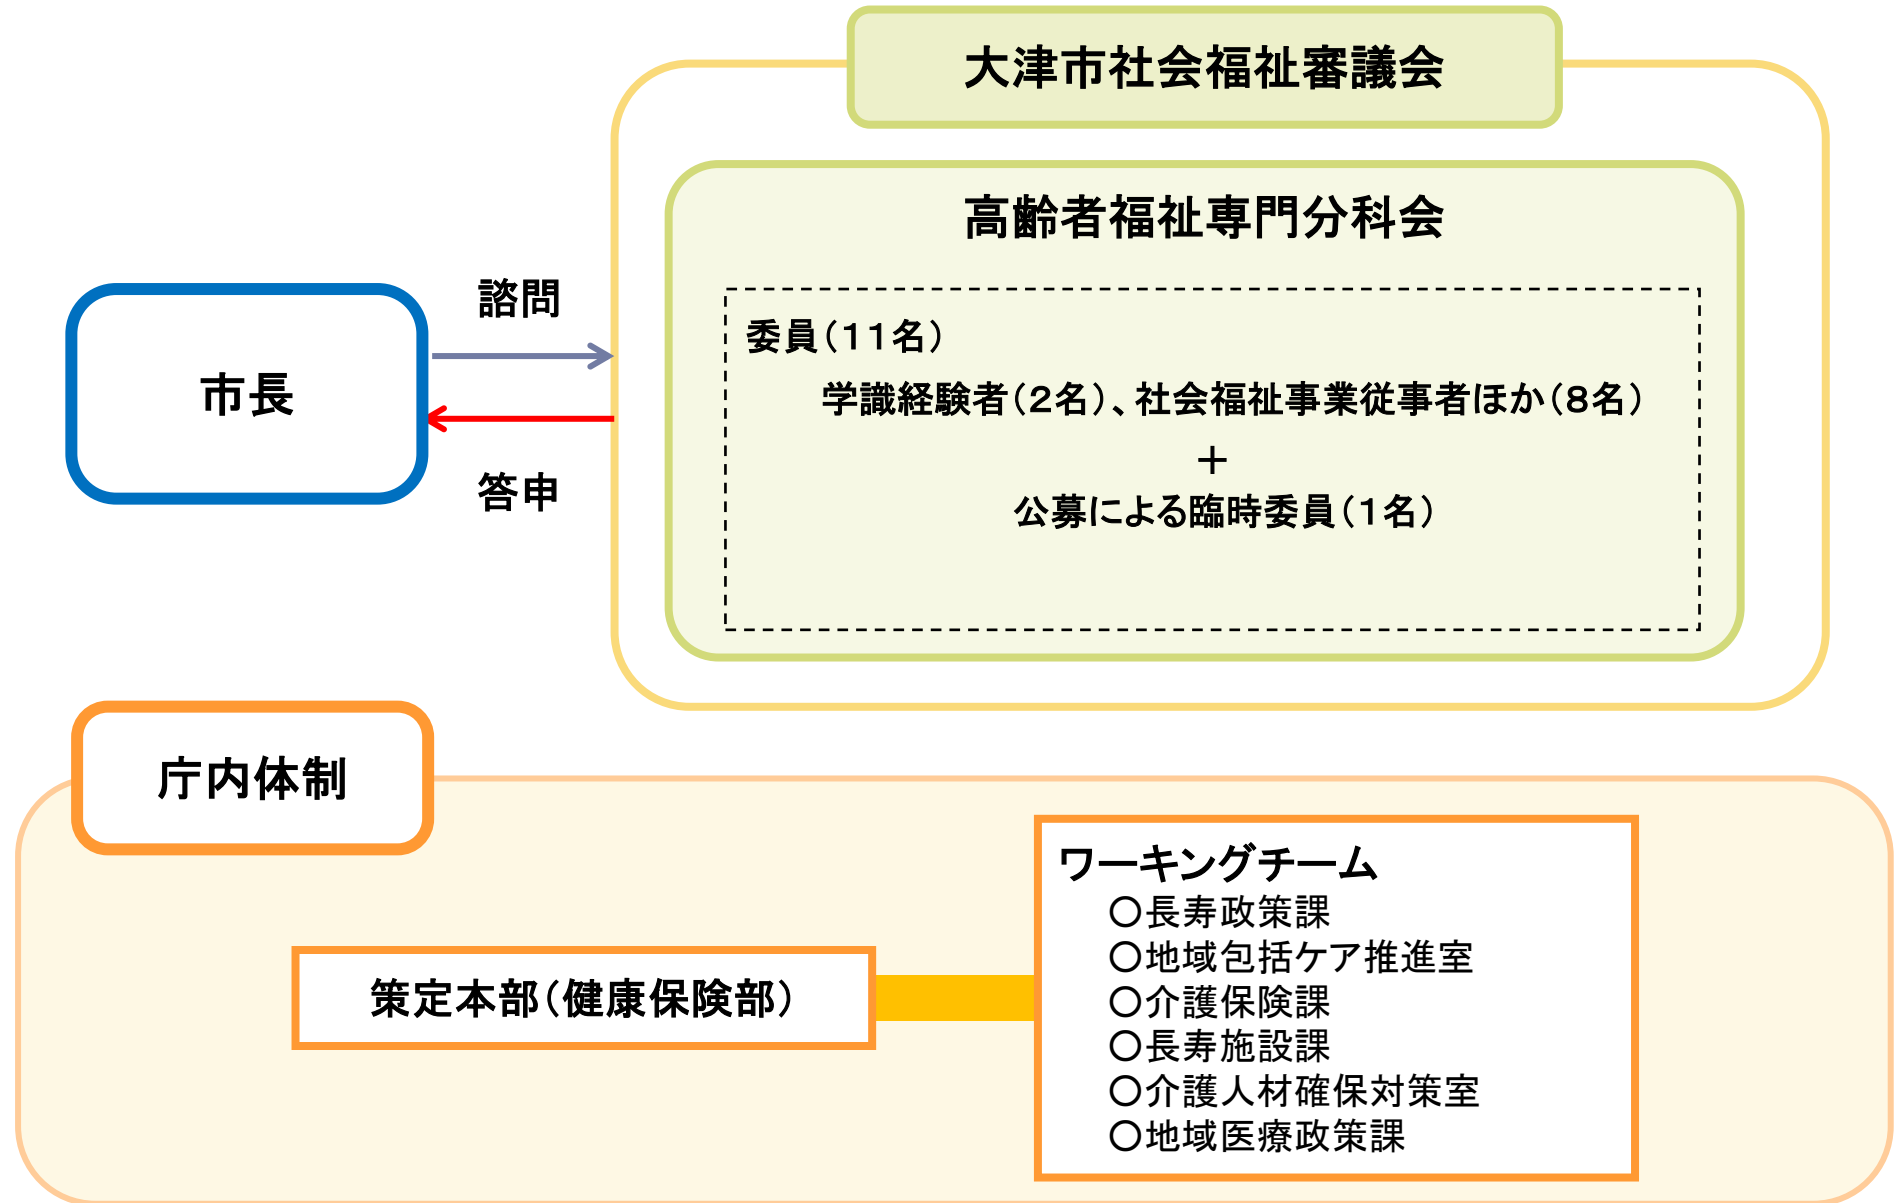 大津市社会福祉審議会
高齢者福祉専門分科会
諮問
委員（１１名）
学識経験者（２名）、社会福祉事業従事者ほか（８名）
市長
＋
答申
公募による臨時委員（１名）
庁内体制
ワーキングチーム
〇長寿政策課
〇地域包括ケア推進室
策定本部（健康保険部）
〇介護保険課
〇長寿施設課
〇介護人材確保対策室
〇地域医療政策課